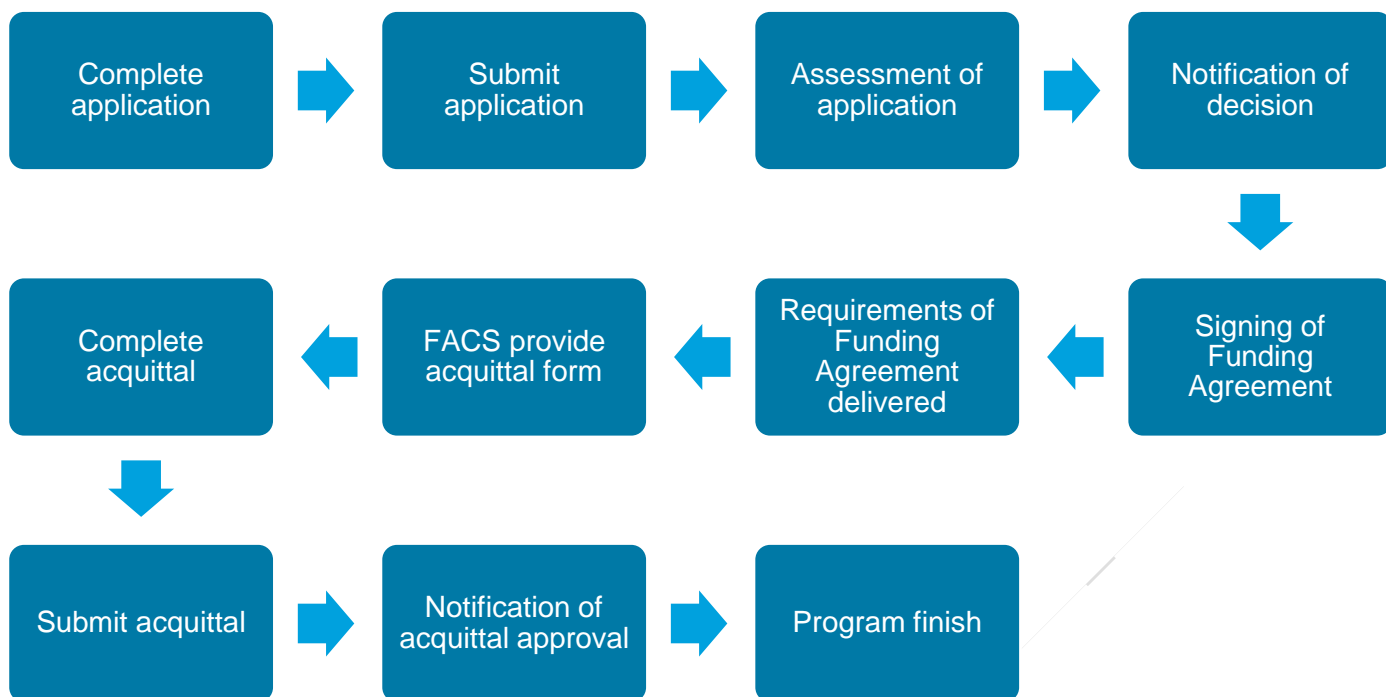 Complete
application
Submit
application
Assessment of
application
Notification of
decision
Signing of
Funding
Agreement
Requirements of
Funding
Agreement
delivered
FACS provide
acquittal form
Complete
acquittal
Submit acquittal
Notification of
acquittal approval
Program finish